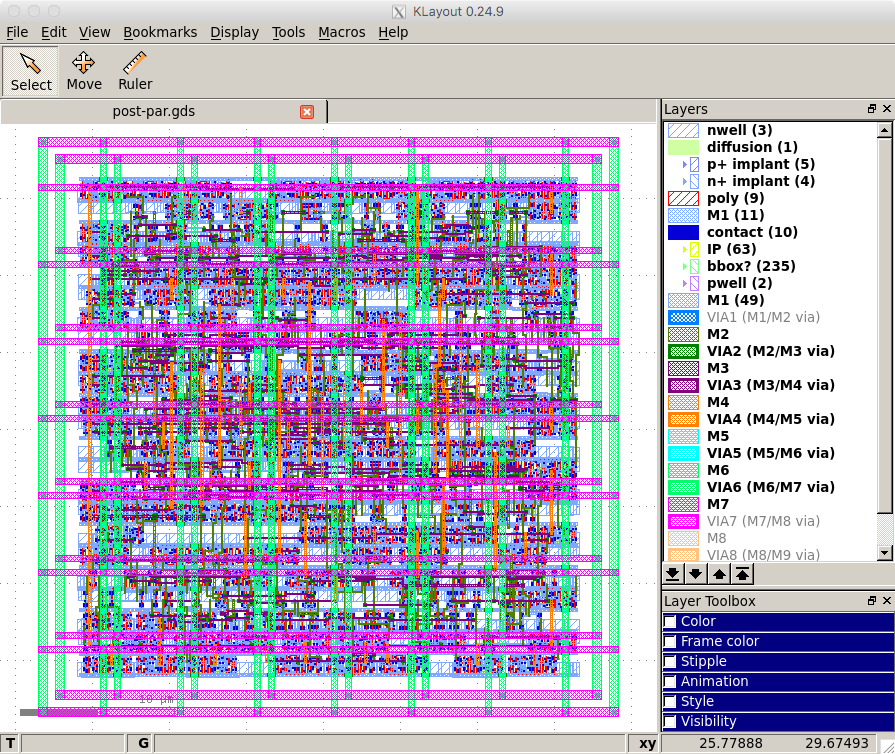 KLayout 0.24.9
File Edit View Bookmarks Display Tools Macros Help
Select Move Ruler
post-par.gds
Layers
nwell (3)
diffusion (1)
p+ implant (5)
n+ implant (4)
poly (9)
M1 (11)
contact (10)
IP (63)
bbox? (235)
pwell (2)
M1 (49)
VIA1 (M1/M2 via)
M2
VIA2 (M2/M3 via)
M3
VIA3 (M3/M4 via)
M4
VIA4 (M4/M5 via)
M5
VIA5 (M5/M6 via)
M6
VIA6 (M6/M7 via)
M7
VIA7 (M7/M8 via)
M8
VIA8 (M8/M9 via)
Layer Toolbox
Color
Frame color
Stipple
Animation
Style
Visibility
10 µm
T G xy 25.77888 29.67493